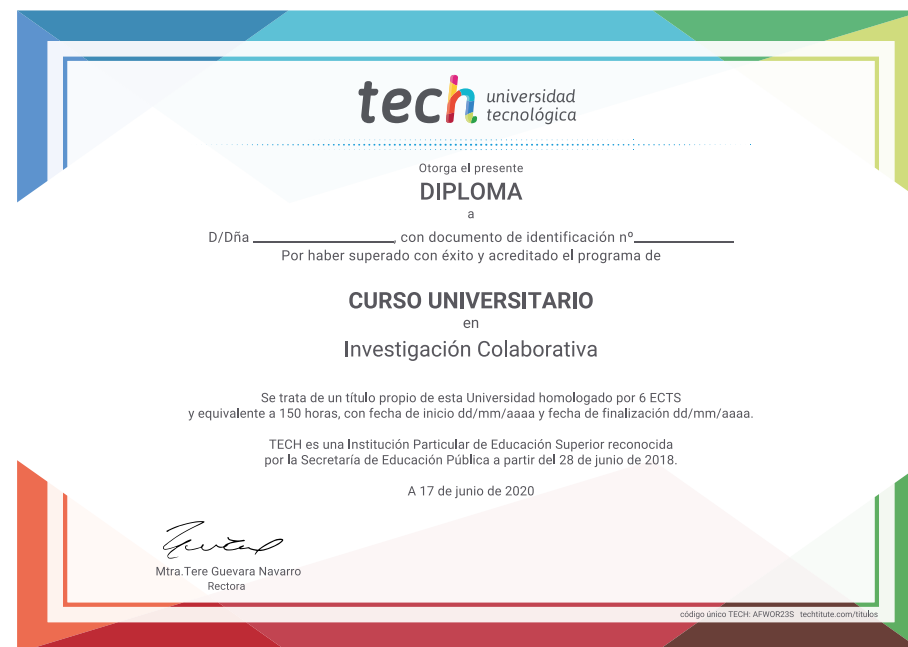 tech universidad
tecnológica
Otorga el presente
DIPLOMA
a
D/Dña ____________________, con documento de identificación nº______________
Por haber superado con éxito y acreditado el programa de
CURSO UNIVERSITARIO
en
Investigación Colaborativa
Se trata de un título propio de esta Universidad homologado por 6 ECTS
y equivalente a 150 horas, con fecha de inicio dd/mm/aaaa y fecha de finalización dd/mm/aaaa.
TECH es una Institución Particular de Educación Superior reconocida
por la Secretaría de Educación Pública a partir del 28 de junio de 2018.
A 17 de junio de 2020
Mtra.Tere Guevara Navarro
Rectora
código único TECH: AFWOR23S techtitute.com/titulos